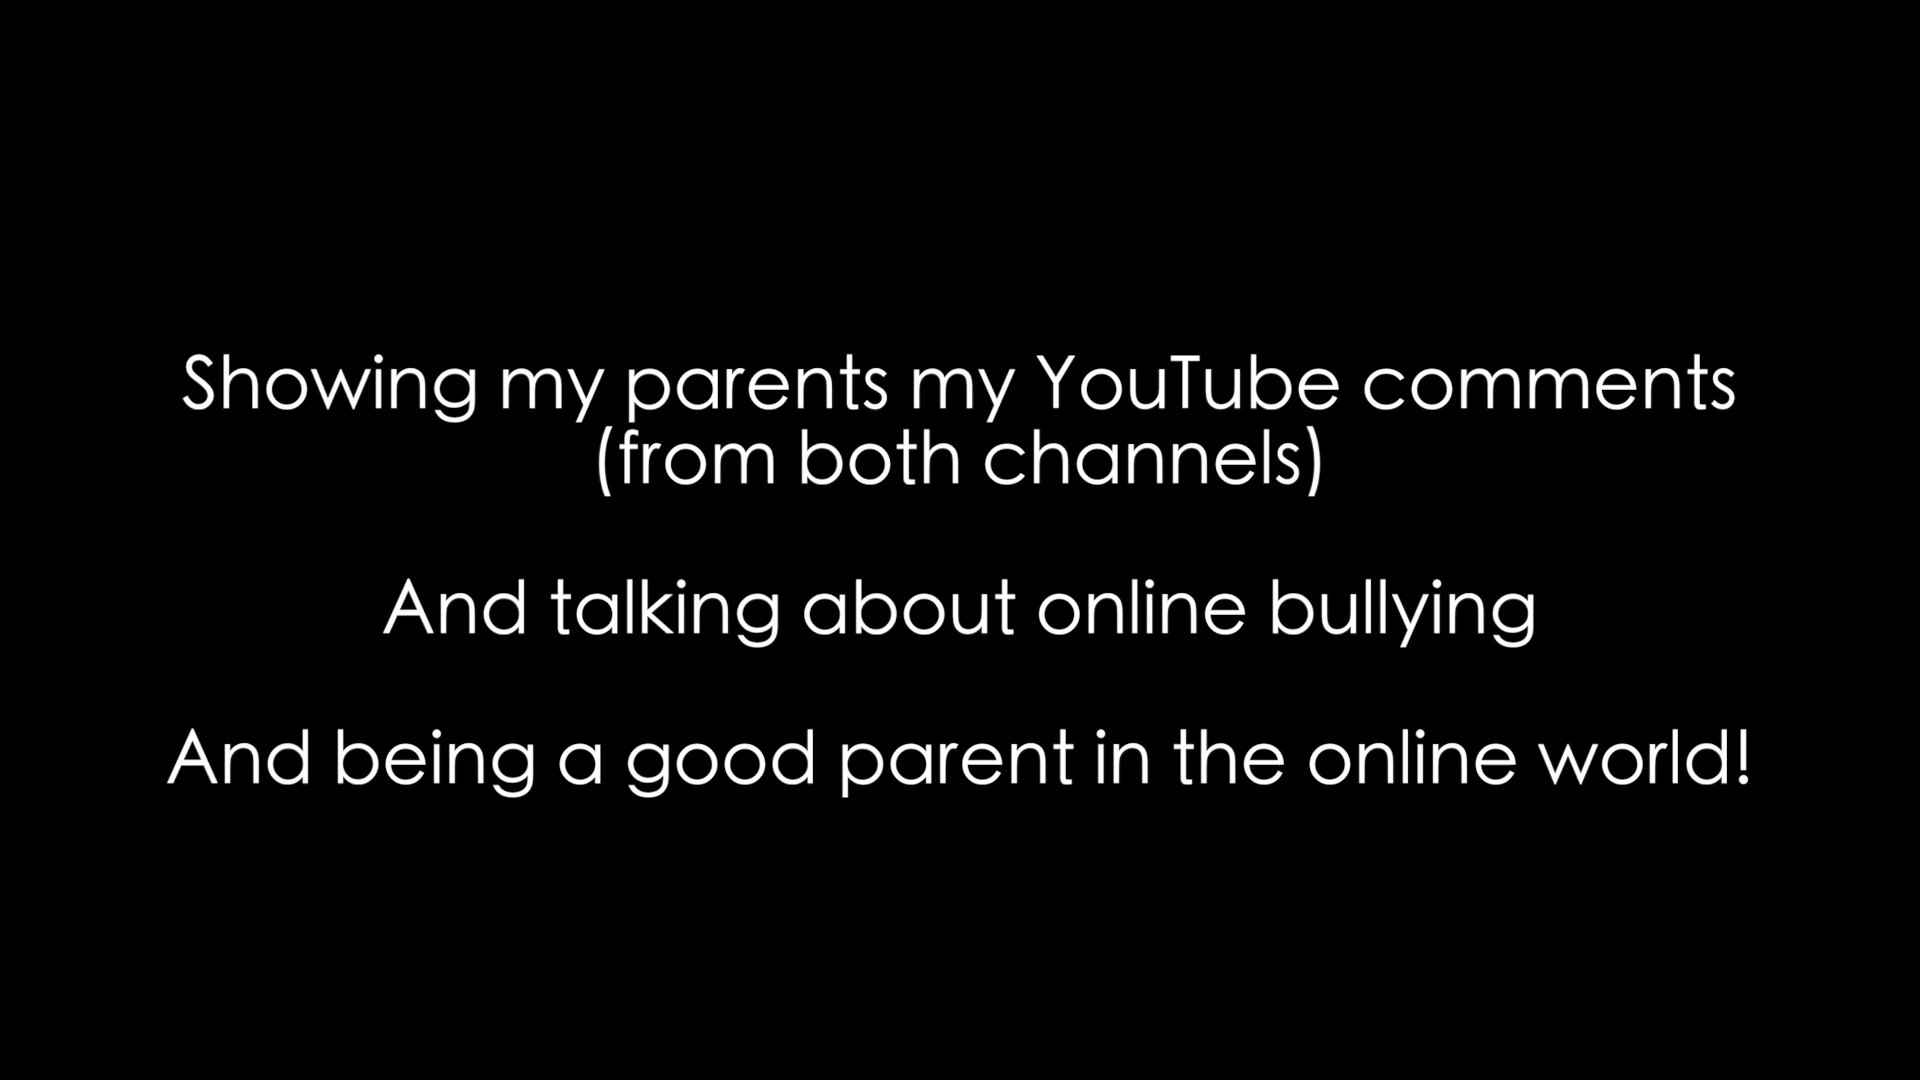 Showing my parents my YouTube comments
(from both channels)
And talking about online bullying
And being a good parent in the online world!